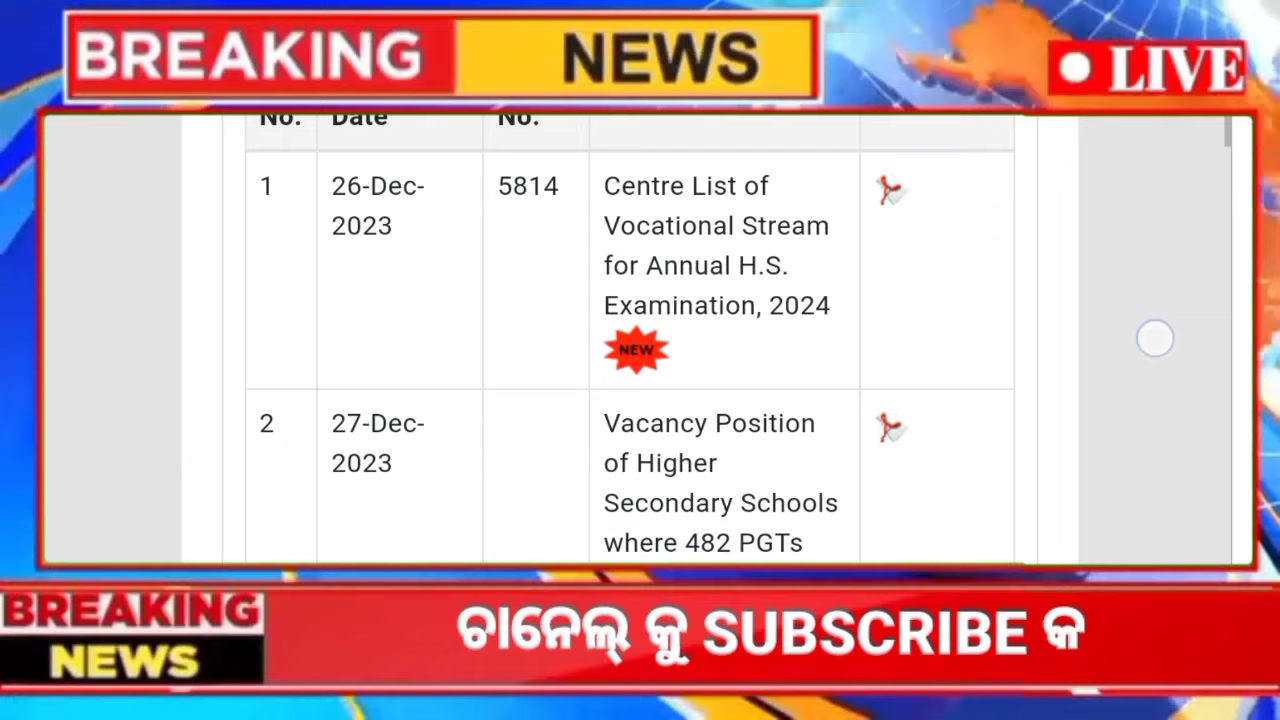 BREAKING NEWS
LIVE
No. Date No.
1 26-Dec- 5814 Centre List of
2023 Vocational Stream
for Annual H.S.
Examination, 2024
NEW
2 27-Dec- Vacancy Position
2023 of Higher
Secondary Schools
where 482 PGTs
BREAKING
NEWS
ଚାନେଲ୍ କୁ SUBSCRIBE କ